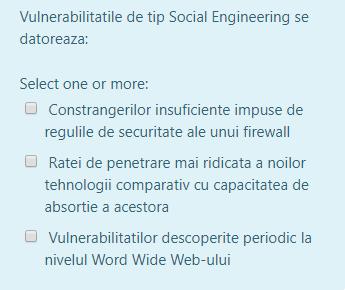 Vulnerabilitatile de tip Social Engineering se
datoreaza:
Select one or more:
Constrangerilor insuficiente impuse de
regulile de securitate ale unui firewall
Ratei de penetrare mai ridicata a noilor
tehnologii comparativ cu capacitatea de
absortie a acestora
Vulnerabilitatilor descoperite periodic la
nivelul Word Wide Web-ului